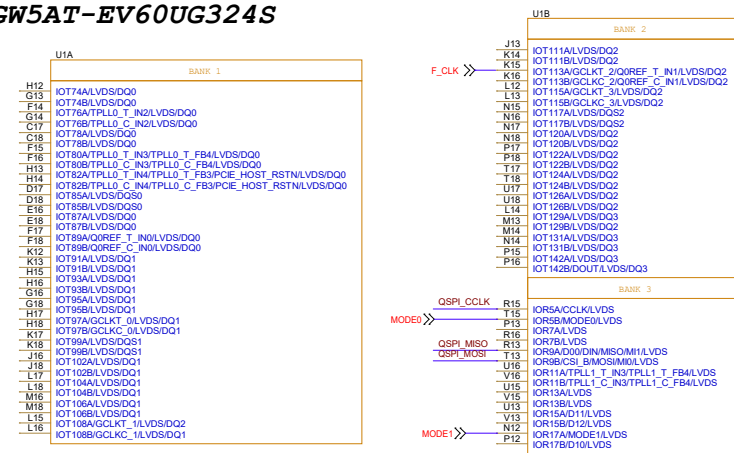 GW5AT-EV60UG324S
U1A
BANK 1
H12 IOT74A/LVDS/DQ0
G13 IOT74B/LVDS/DQ0
F14 IOT76A/TPLL0_T_IN2/LVDS/DQ0
G14 IOT76B/TPLL0_C_IN2/LVDS/DQ0
C17 IOT78A/LVDS/DQ0
C18 IOT78B/LVDS/DQ0
F15 IOT80A/TPLL0_T_IN3/TPLL0_T_FB4/LVDS/DQ0
F16 IOT80B/TPLL0_C_IN3/TPLL0_C_FB4/LVDS/DQ0
H13 IOT82A/TPLL0_T_IN4/TPLL0_T_FB3/PCIE_HOST_RSTN/LVDS/DQ0
H14 IOT82B/TPLL0_C_IN4/TPLL0_C_FB3/PCIE_HOST_RSTN/LVDS/DQ0
D17 IOT85A/LVDS/DQS0
D18 IOT85B/LVDS/DQS0
E16 IOT87A/LVDS/DQ0
E18 IOT87B/LVDS/DQ0
F17 IOT89A/Q0REF_T_IN0/LVDS/DQ0
F18 IOT89B/Q0REF_C_IN0/LVDS/DQ0
K12 IOT91A/LVDS/DQ1
K13 IOT91B/LVDS/DQ1
H15 IOT93A/LVDS/DQ1
H16 IOT93B/LVDS/DQ1
G16 IOT95A/LVDS/DQ1
G18 IOT95B/LVDS/DQ1
H17 IOT97A/GCLKT_0/LVDS/DQ1
H18 IOT97B/GCLKC_0/LVDS/DQ1
K17 IOT99A/LVDS/DQS1
K18 IOT99B/LVDS/DQS1
J16 IOT102A/LVDS/DQ1
J18 IOT102B/LVDS/DQ1
L17 IOT104A/LVDS/DQ1
L18 IOT104B/LVDS/DQ1
M16 IOT106A/LVDS/DQ1
M18 IOT106B/LVDS/DQ1
L15 IOT108A/GCLKT_1/LVDS/DQ2
L16 IOT108B/GCLKC_1/LVDS/DQ1
U1B
BANK 2
J13 IOT111A/LVDS/DQ2
K14 IOT111B/LVDS/DQ2
F_CLK K15 IOT113A/GCLKT_2/Q0REF_T_IN1/LVDS/DQ2
K16 IOT113B/GCLKC_2/Q0REF_C_IN1/LVDS/DQ2
L12 IOT115A/GCLKT_3/LVDS/DQ2
L13 IOT115B/GCLKC_3/LVDS/DQ2
N15 IOT117A/LVDS/DQS2
N16 IOT117B/LVDS/DQS2
N17 IOT120A/LVDS/DQ2
N18 IOT120B/LVDS/DQ2
P17 IOT122A/LVDS/DQ2
P18 IOT122B/LVDS/DQ2
T17 IOT124A/LVDS/DQ2
T18 IOT124B/LVDS/DQ2
U17 IOT126A/LVDS/DQ2
U18 IOT126B/LVDS/DQ2
L14 IOT129A/LVDS/DQ3
M13 IOT129B/LVDS/DQ2
M14 IOT131A/LVDS/DQ3
N14 IOT131B/LVDS/DQ3
P15 IOT142A/LVDS/DQ3
P16 IOT142B/DOUT/LVDS/DQ3
BANK 3
QSPI_CCLK R15 IOR5A/CCLK/LVDS
MODE0 T15 IOR5B/MODE0/LVDS
P13 IOR7A/LVDS
R16 IOR7B/LVDS
QSPI_MISO R13 IOR9A/D00/DIN/MISO/MI1/LVDS
QSPI_MOSI T13 IOR9B/CSI_B/MOSI/MI0/LVDS
U16 IOR11A/TPLL1_T_IN3/TPLL1_T_FB4/LVDS
V16 IOR11B/TPLL1_C_IN3/TPLL1_C_FB4/LVDS
U15 IOR13A/LVDS
V15 IOR13B/LVDS
U13 IOR15A/D11/LVDS
V13 IOR15B/D12/LVDS
MODE1 N12 IOR17A/MODE1/LVDS
P12 IOR17B/D10/LVDS